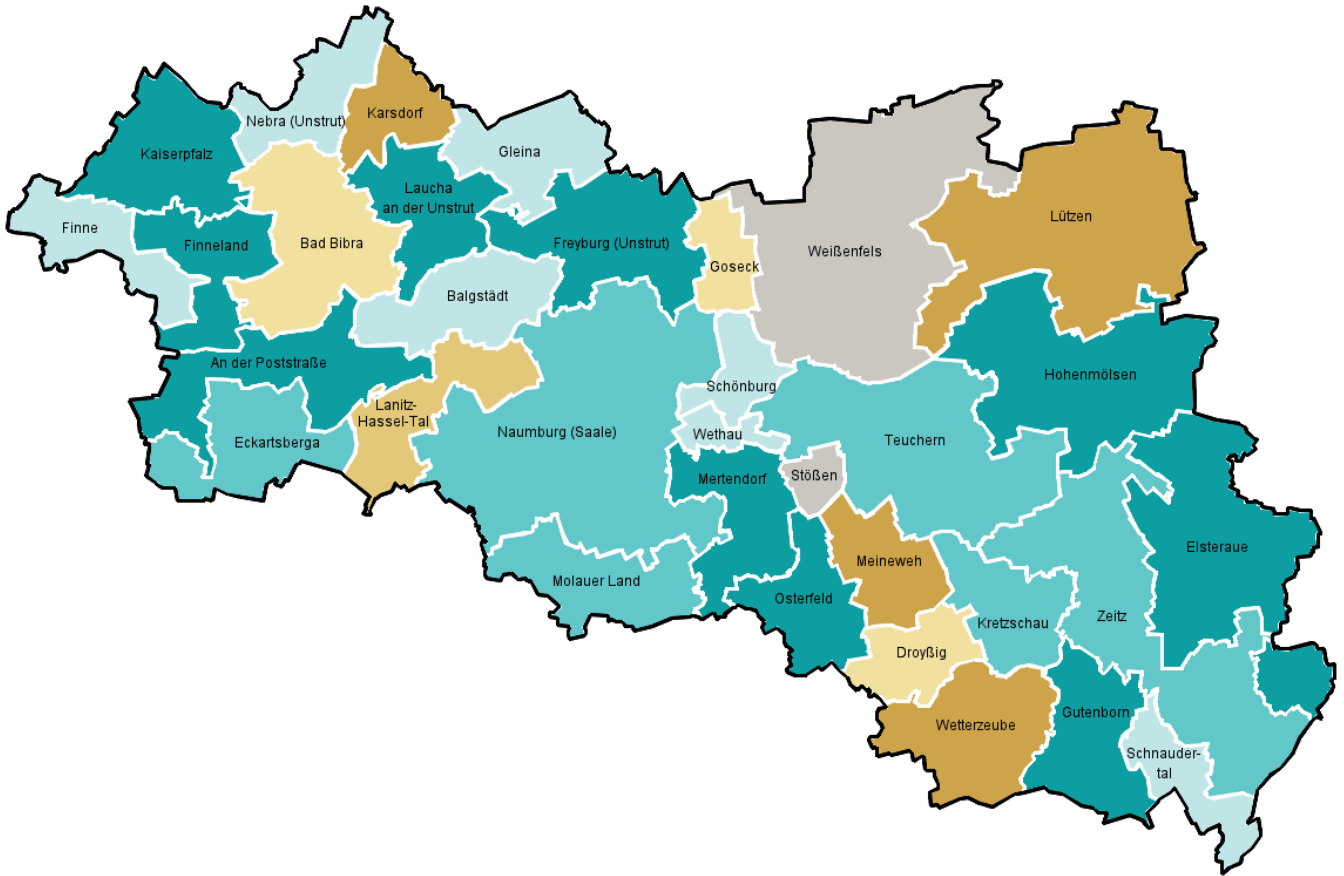 Karsdorf
Nebra (Unstrut)
Kaiserpfalz
Gleina
Laucha
an der Unstrut
Lützen
Finne
Finneland
Bad Bibra
Freyburg (Unstrut)
Weißenfels
Goseck
Balgstädt
An der Poststraße
Hohenmölsen
Schönburg
Lanitz-
Hassel-Tal
Naumburg (Saale)
Wethau
Eckartsberga
Teuchern
Mertendorf
Stößen
Elsteraue
Meineweh
Molauer Land
Osterfeld
Zeitz
Kretzschau
Droyßig
Gutenborn
Wetterzeube
Schnauder-
tal